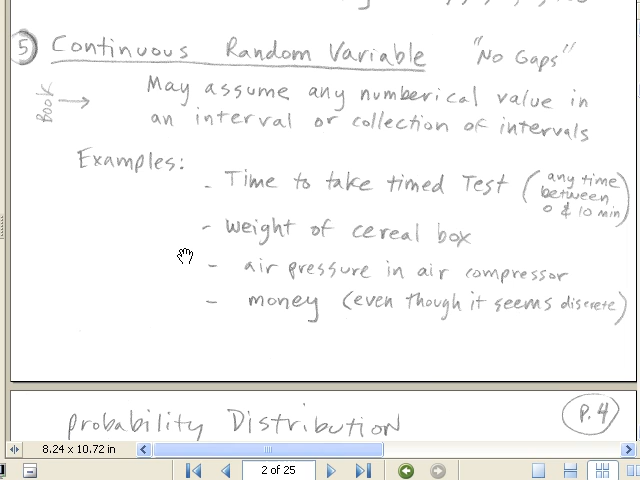 5 Continuous Random Variable "No Gaps"
Book → May assume any numberical value in
an interval or collection of intervals
Examples:
- Time to take timed Test (any time
between
0 & 10 min)
- weight of cereal box
- air pressure in air compressor
- money (even though it seems discrete)
Probability Distribution P.4
8.24 x 10.72 in
2 of 25